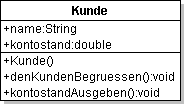 Kunde
+name:String
+kontostand:double
+Kunde()
+denKundenBegruessen():void
+kontostandAusgeben():void